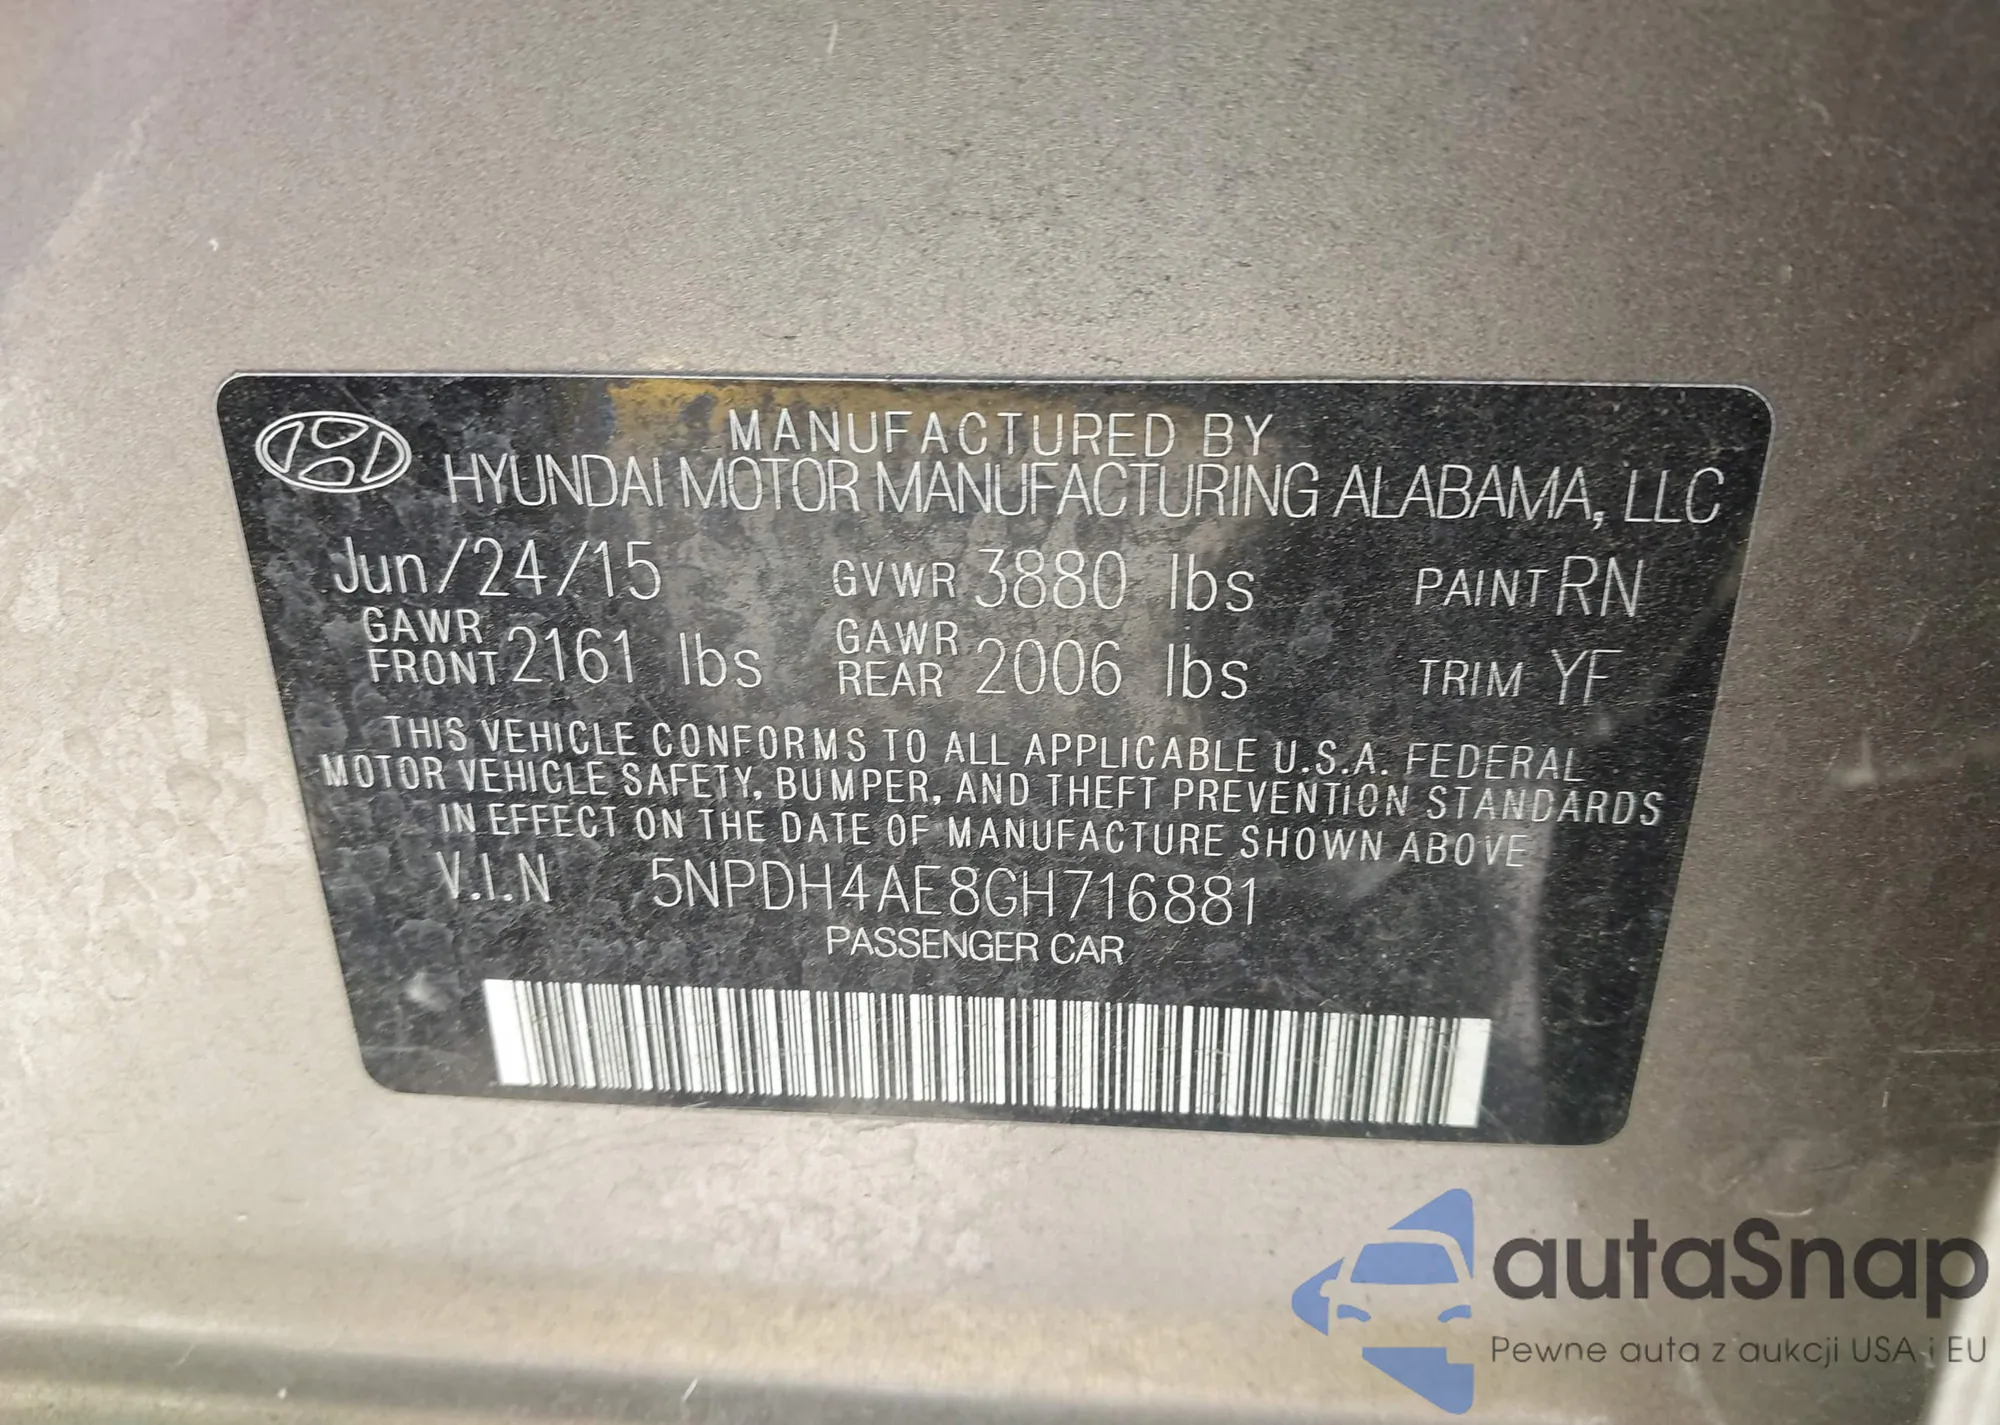 MANUFACTURED BY
HYUNDAI MOTOR MANUFACTURING ALABAMA, LLC
Jun/24/15 GVWR 3880 lbs PAINT RN
GAWR FRONT 2161 lbs GAWR REAR 2006 lbs TRIM YF
THIS VEHICLE CONFORMS TO ALL APPLICABLE U.S.A. FEDERAL
MOTOR VEHICLE SAFETY, BUMPER, AND THEFT PREVENTION STANDARDS
IN EFFECT ON THE DATE OF MANUFACTURE SHOWN ABOVE
V.I.N 5NPDH4AE8GH716881
PASSENGER CAR
autaSnap
Pewne auta z aukcji USA i EU